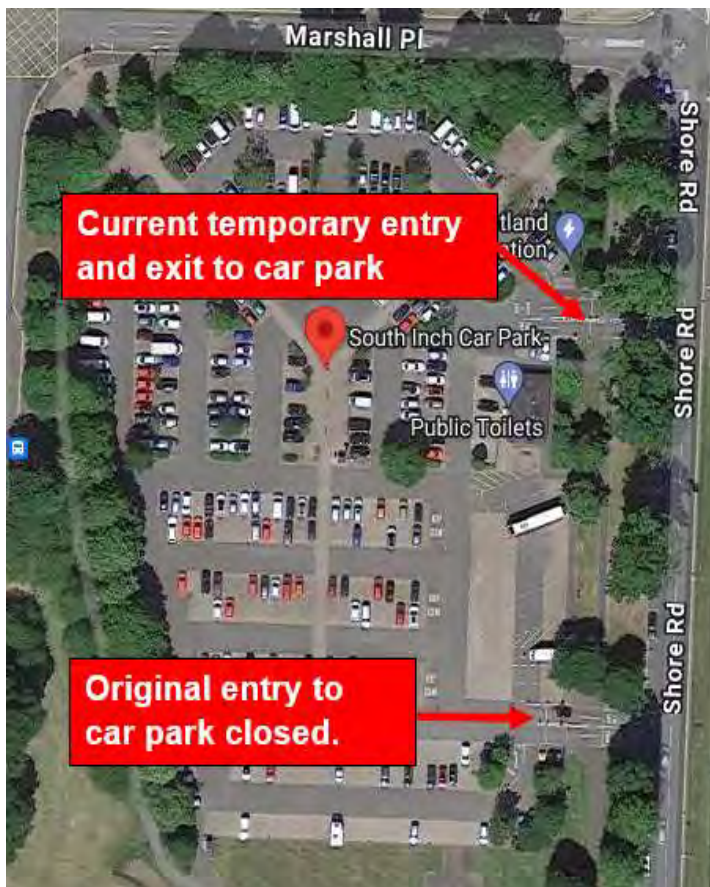 Marshall Pl
Shore Rd
Current temporary entry
and exit to car park
South Inch Car Park
Shore Rd
Public Toilets
Shore Rd
Original entry to
car park closed.